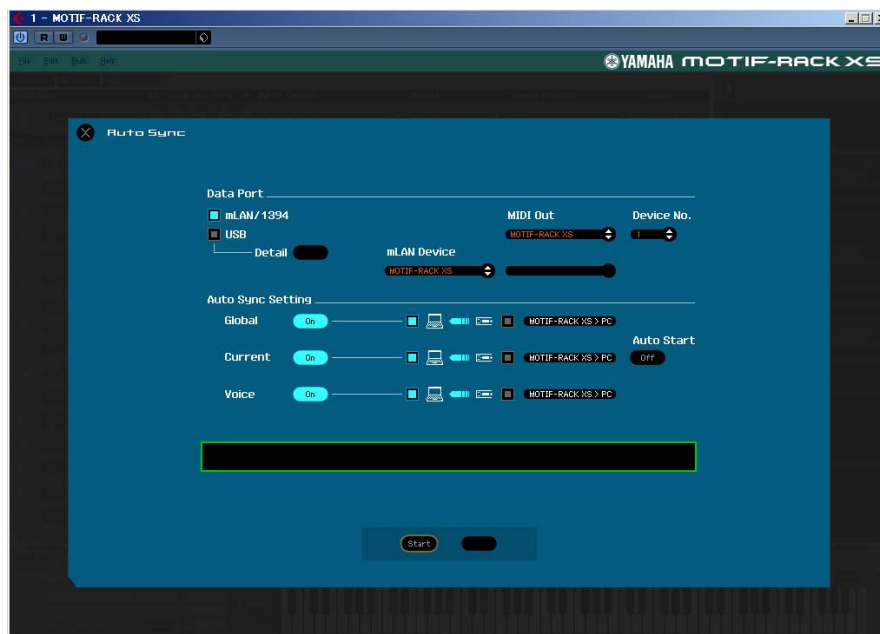 1 - MOTIF-RACK XS
R W
File Edit Bulk Help
YAMAHA MOTIF-RACK XS
Auto Sync
Data Port
mLAN/1394 MIDI Out Device No.
USB MOTIF-RACK XS 1
Detail mLAN Device
MOTIF-RACK XS
Auto Sync Setting
Global On MOTIF-RACK XS > PC
Auto Start
Current On MOTIF-RACK XS > PC Off
Voice On MOTIF-RACK XS > PC
Start